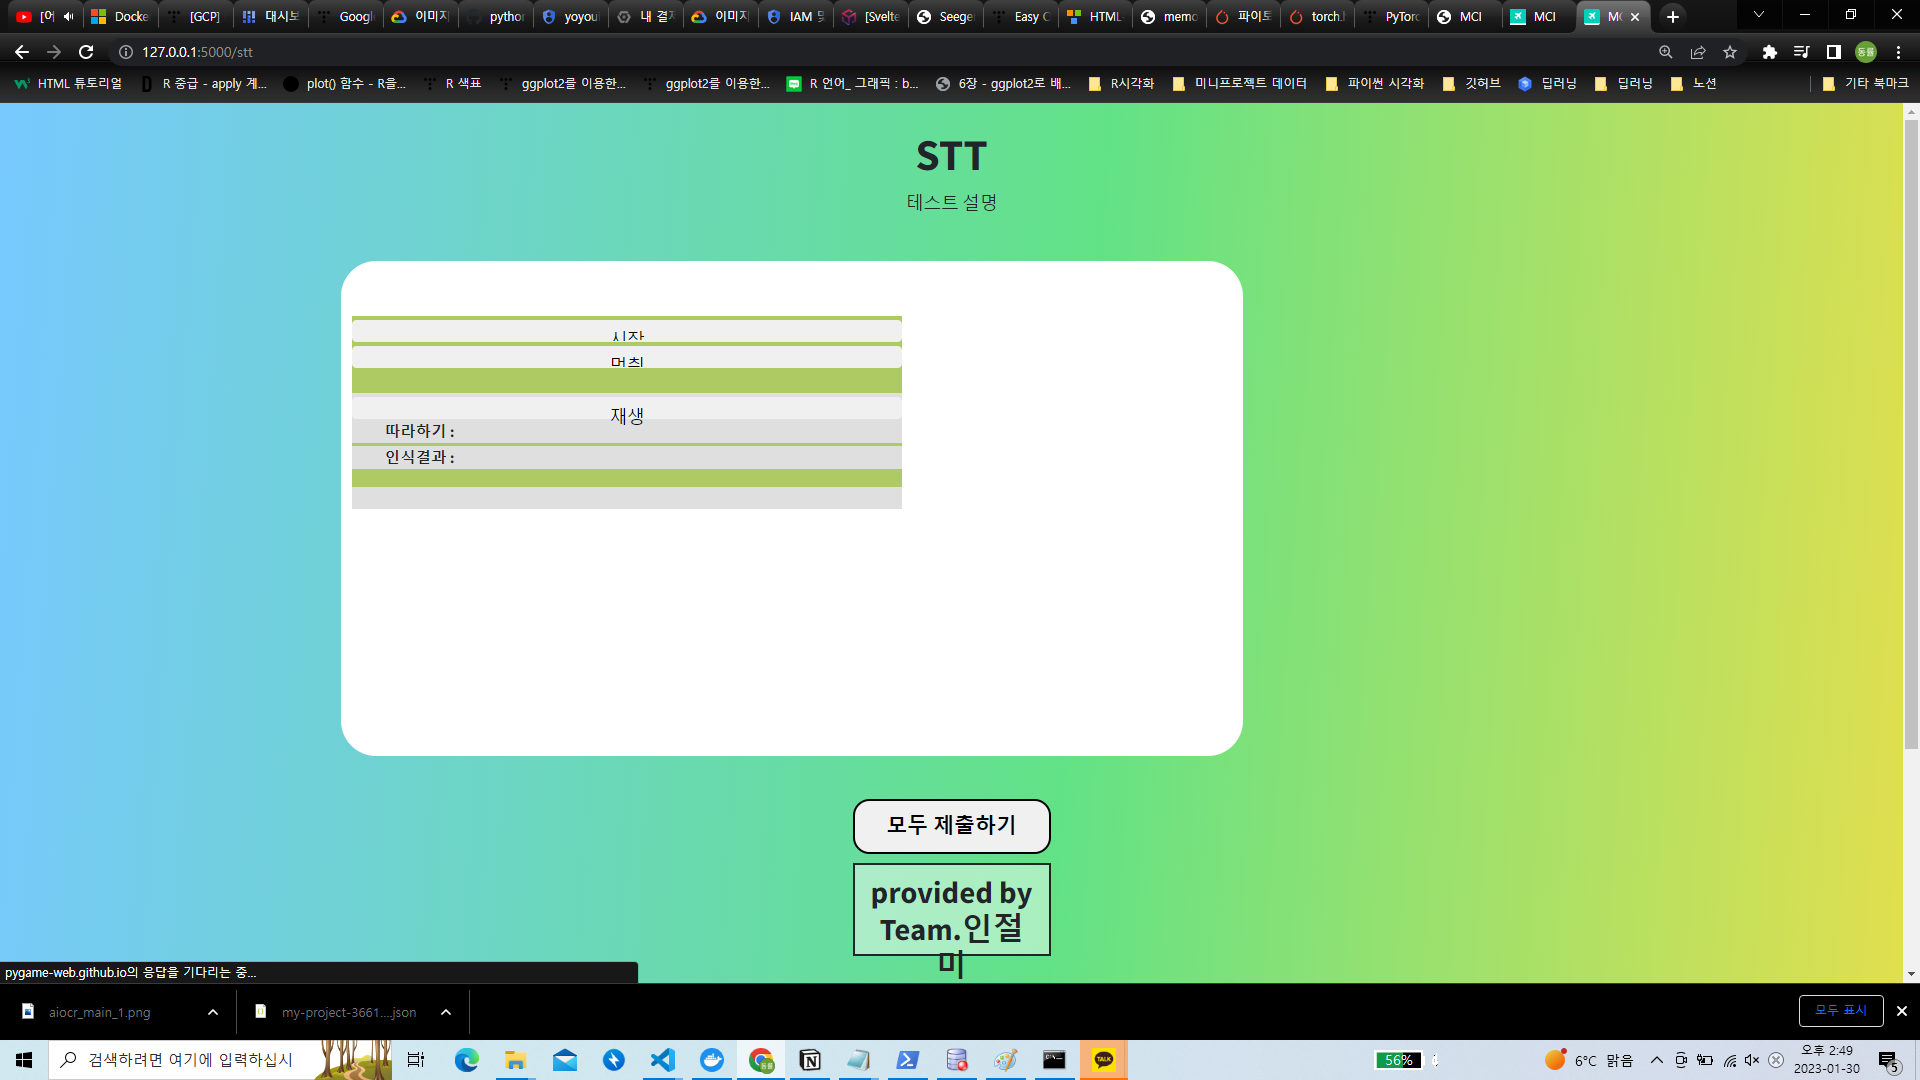 [어
Docke
[GCP]
대시보
Google
이미지
python
yoyou
내 결제
이미지
IAM 및
[Svelte
Seeger
Easy C
HTML
memo
파이토
torch.l
PyTorc
MCI
MCI
MC
127.0.0.1:5000/stt
동률
HTML 튜토리얼
R 중급 - apply 계...
plot() 함수 - R을...
R 색표
ggplot2를 이용한...
ggplot2를 이용한...
R 언어_ 그래픽 : b...
6장 - ggplot2로 배...
R시각화
미니프로젝트 데이터
파이썬 시각화
깃허브
딥러닝
딥러닝
노션
기타 북마크
STT
테스트 설명
시작
멈춤
재생
따라하기 :
인식결과 :
모두 제출하기
provided by
Team.인절
미
pygame-web.github.io의 응답을 기다리는 중...
aiocr_main_1.png
my-project-3661....json
모두 표시
검색하려면 여기에 입력하십시
TALK
56%
6°C 맑음
오후 2:49
2023-01-30
5